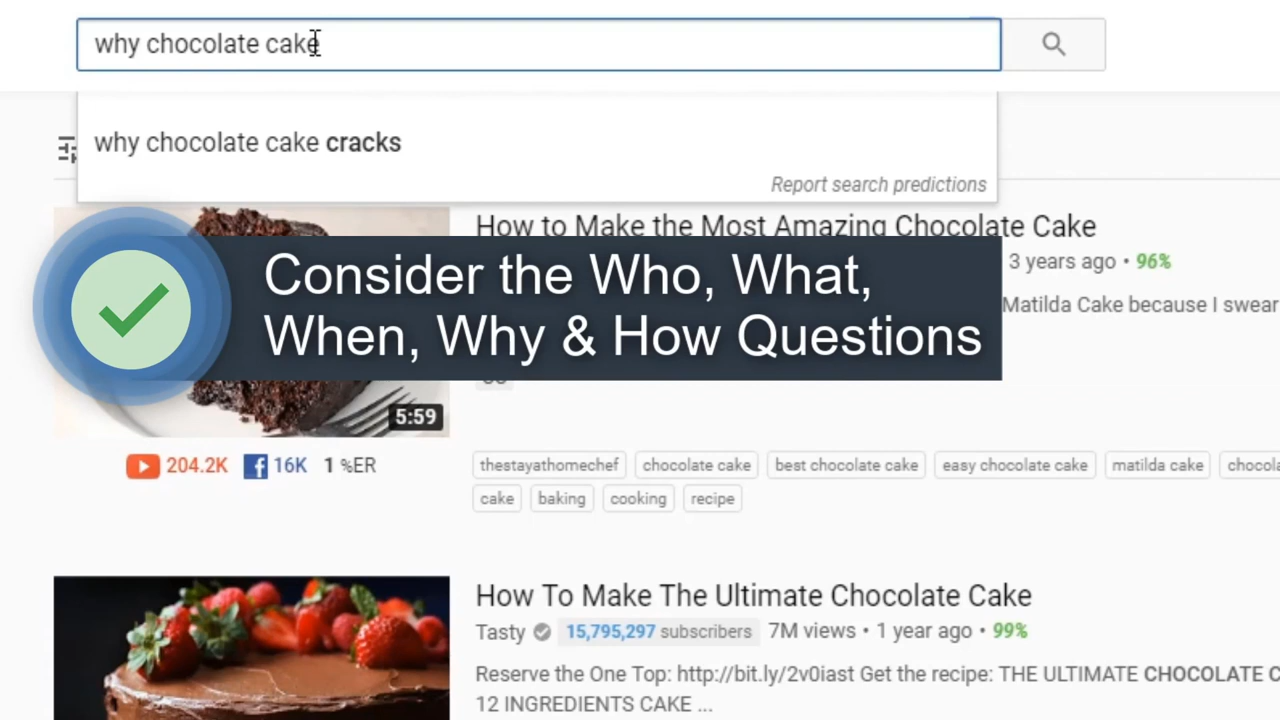 why chocolate cake
why chocolate cake cracks
Report search predictions
How to Make the Most Amazing Chocolate Cake
3 years ago • 96%
Matilda Cake because I swear
Consider the Who, What,
When, Why & How Questions
5:59
204.2K 16K 1 %ER
thestayathomechef chocolate cake best chocolate cake easy chocolate cake matilda cake
cake baking cooking recipe
How To Make The Ultimate Chocolate Cake
Tasty 15,795,297 subscribers 7M views • 1 year ago • 99%
Reserve the One Top: http://bit.ly/2v0iast Get the recipe: THE ULTIMATE CHOCOLATE
12 INGREDIENTS CAKE ...